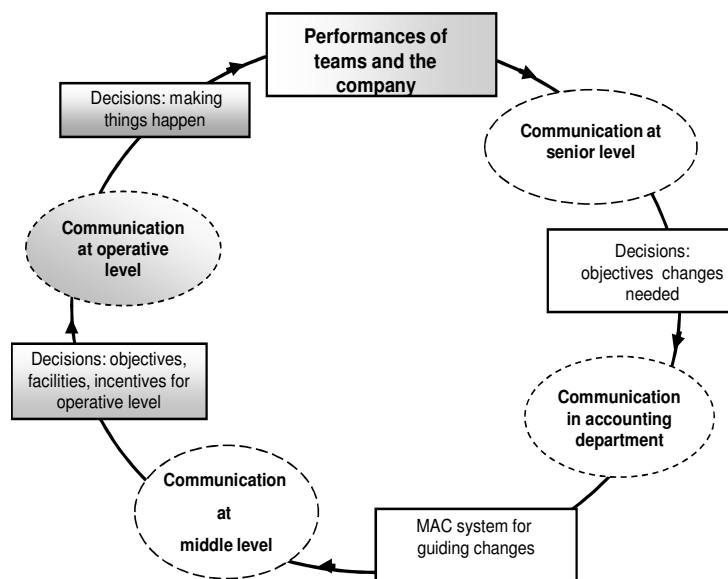 Performances of
teams and the
company
Communication at
senior level
Decisions:
objectives changes
needed
Communication
in accounting
department
MAC system for
guiding changes
Communication
at
middle level
Decisions: objectives,
facilities, incentives for
operative level
Communication
at operative
level
Decisions: making
things happen